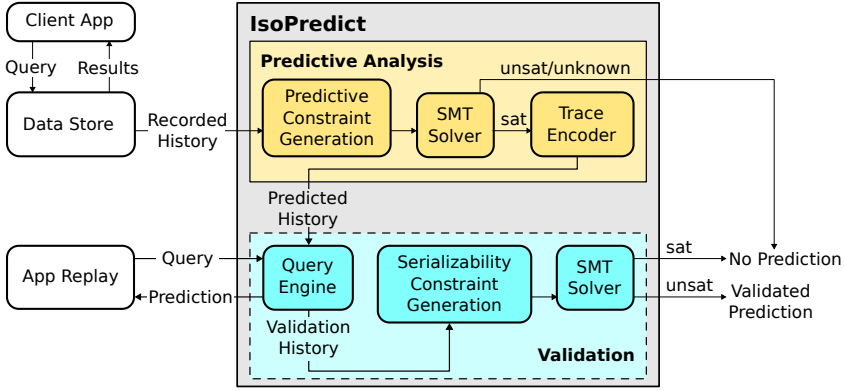 Client App
IsoPredict
Query
Results
Predictive Analysis
unsat/unknown
Data Store
Recorded
History
Predictive
Constraint
Generation
SMT
Solver
sat
Trace
Encoder
Predicted
History
App Replay
Query
Prediction
Query
Engine
Serializability
Constraint
Generation
SMT
Solver
sat
No Prediction
unsat
Validated
Prediction
Validation
History
Validation